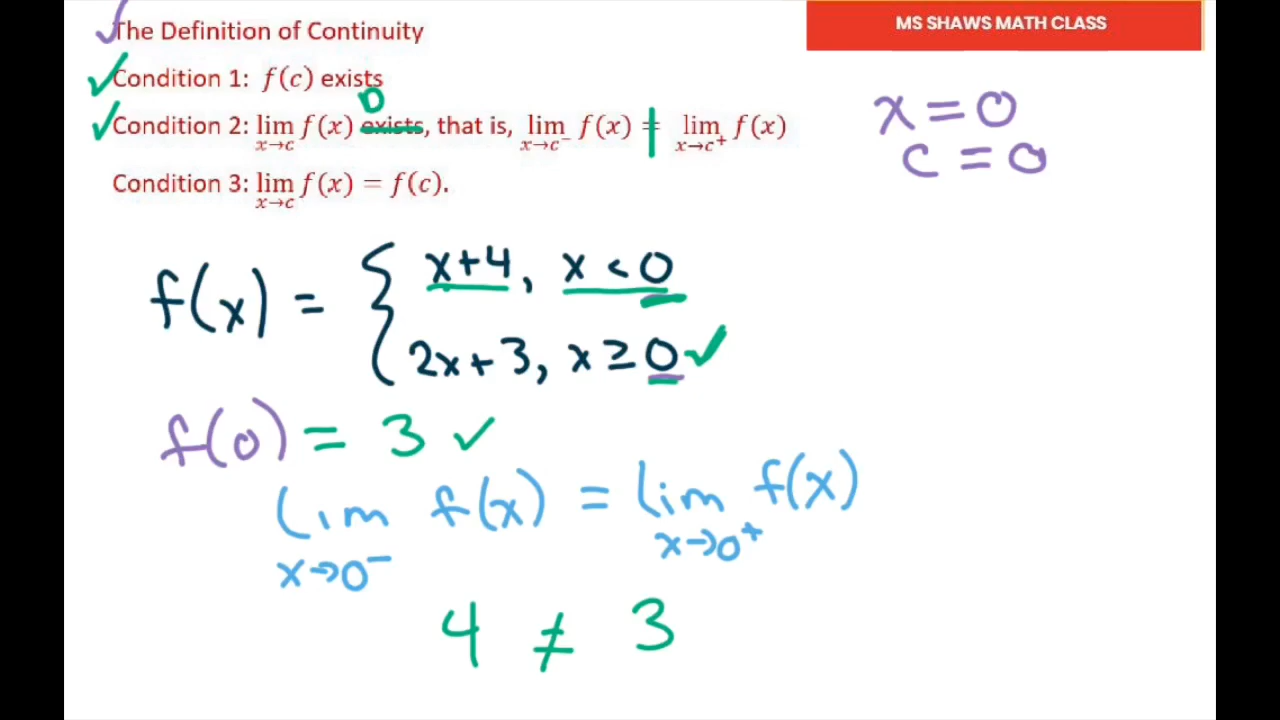 The Definition of Continuity
MS SHAWS MATH CLASS
Condition 1: f(c) exists
0
Condition 2: lim x→c f(x) exists, that is, lim x→c⁻ f(x) = lim x→c⁺ f(x)
x = 0
c = 0
Condition 3: lim x→c f(x) = f(c).
f(x) = { x+4, x < 0
2x+3, x ≥ 0 ✓
f(0) = 3 ✓
lim x→0⁻ f(x) = lim x→0⁺ f(x)
4 ≠ 3